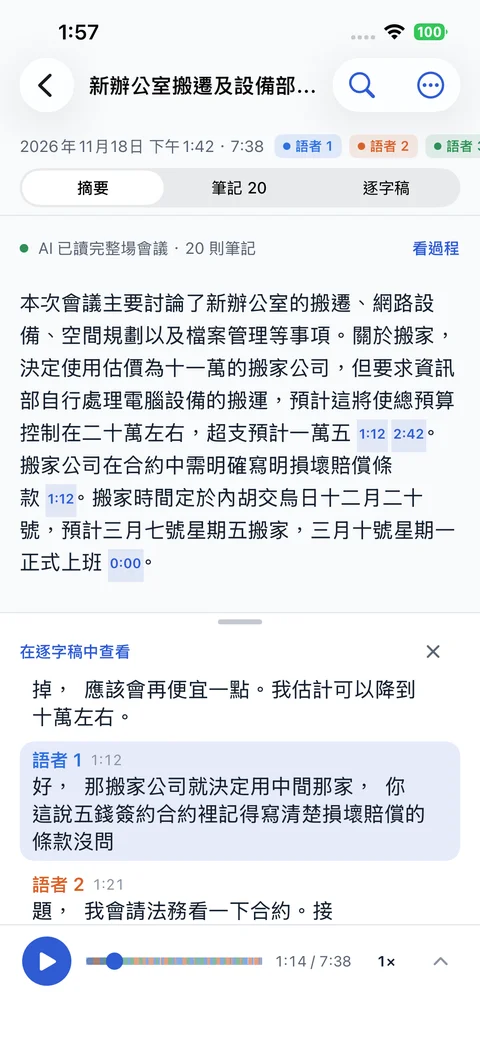 1:57
100
新辦公室搬遷及設備部...
2026年11月18日 下午1:42 · 7:38
語者 1
語者 2
語者
摘要
筆記 20
逐字稿
AI 已讀完整場會議 · 20 則筆記
看過程
本次會議主要討論了新辦公室的搬遷、網路設
備、空間規劃以及檔案管理等事項。關於搬家，
決定使用估價為十一萬的搬家公司，但要求資訊
部自行處理電腦設備的搬運，預計這將使總預算
控制在二十萬左右，超支預計一萬五 1:12 2:42。
搬家公司在合約中需明確寫明損壞賠償條
款 1:12。搬家時間定於內胡交烏日十二月二十
號，預計三月七號星期五搬家，三月十號星期一
正式上班 0:00。
在逐字稿中查看
掉， 應該會再便宜一點。我估計可以降到
十萬左右。
語者 1 1:12
好， 那搬家公司就決定用中間那家， 你
這說五錢簽約合約裡記得寫清楚損壞賠償的
條款沒問
語者 2 1:21
題， 我會請法務看一下合約。接
1:14 / 7:38
1×